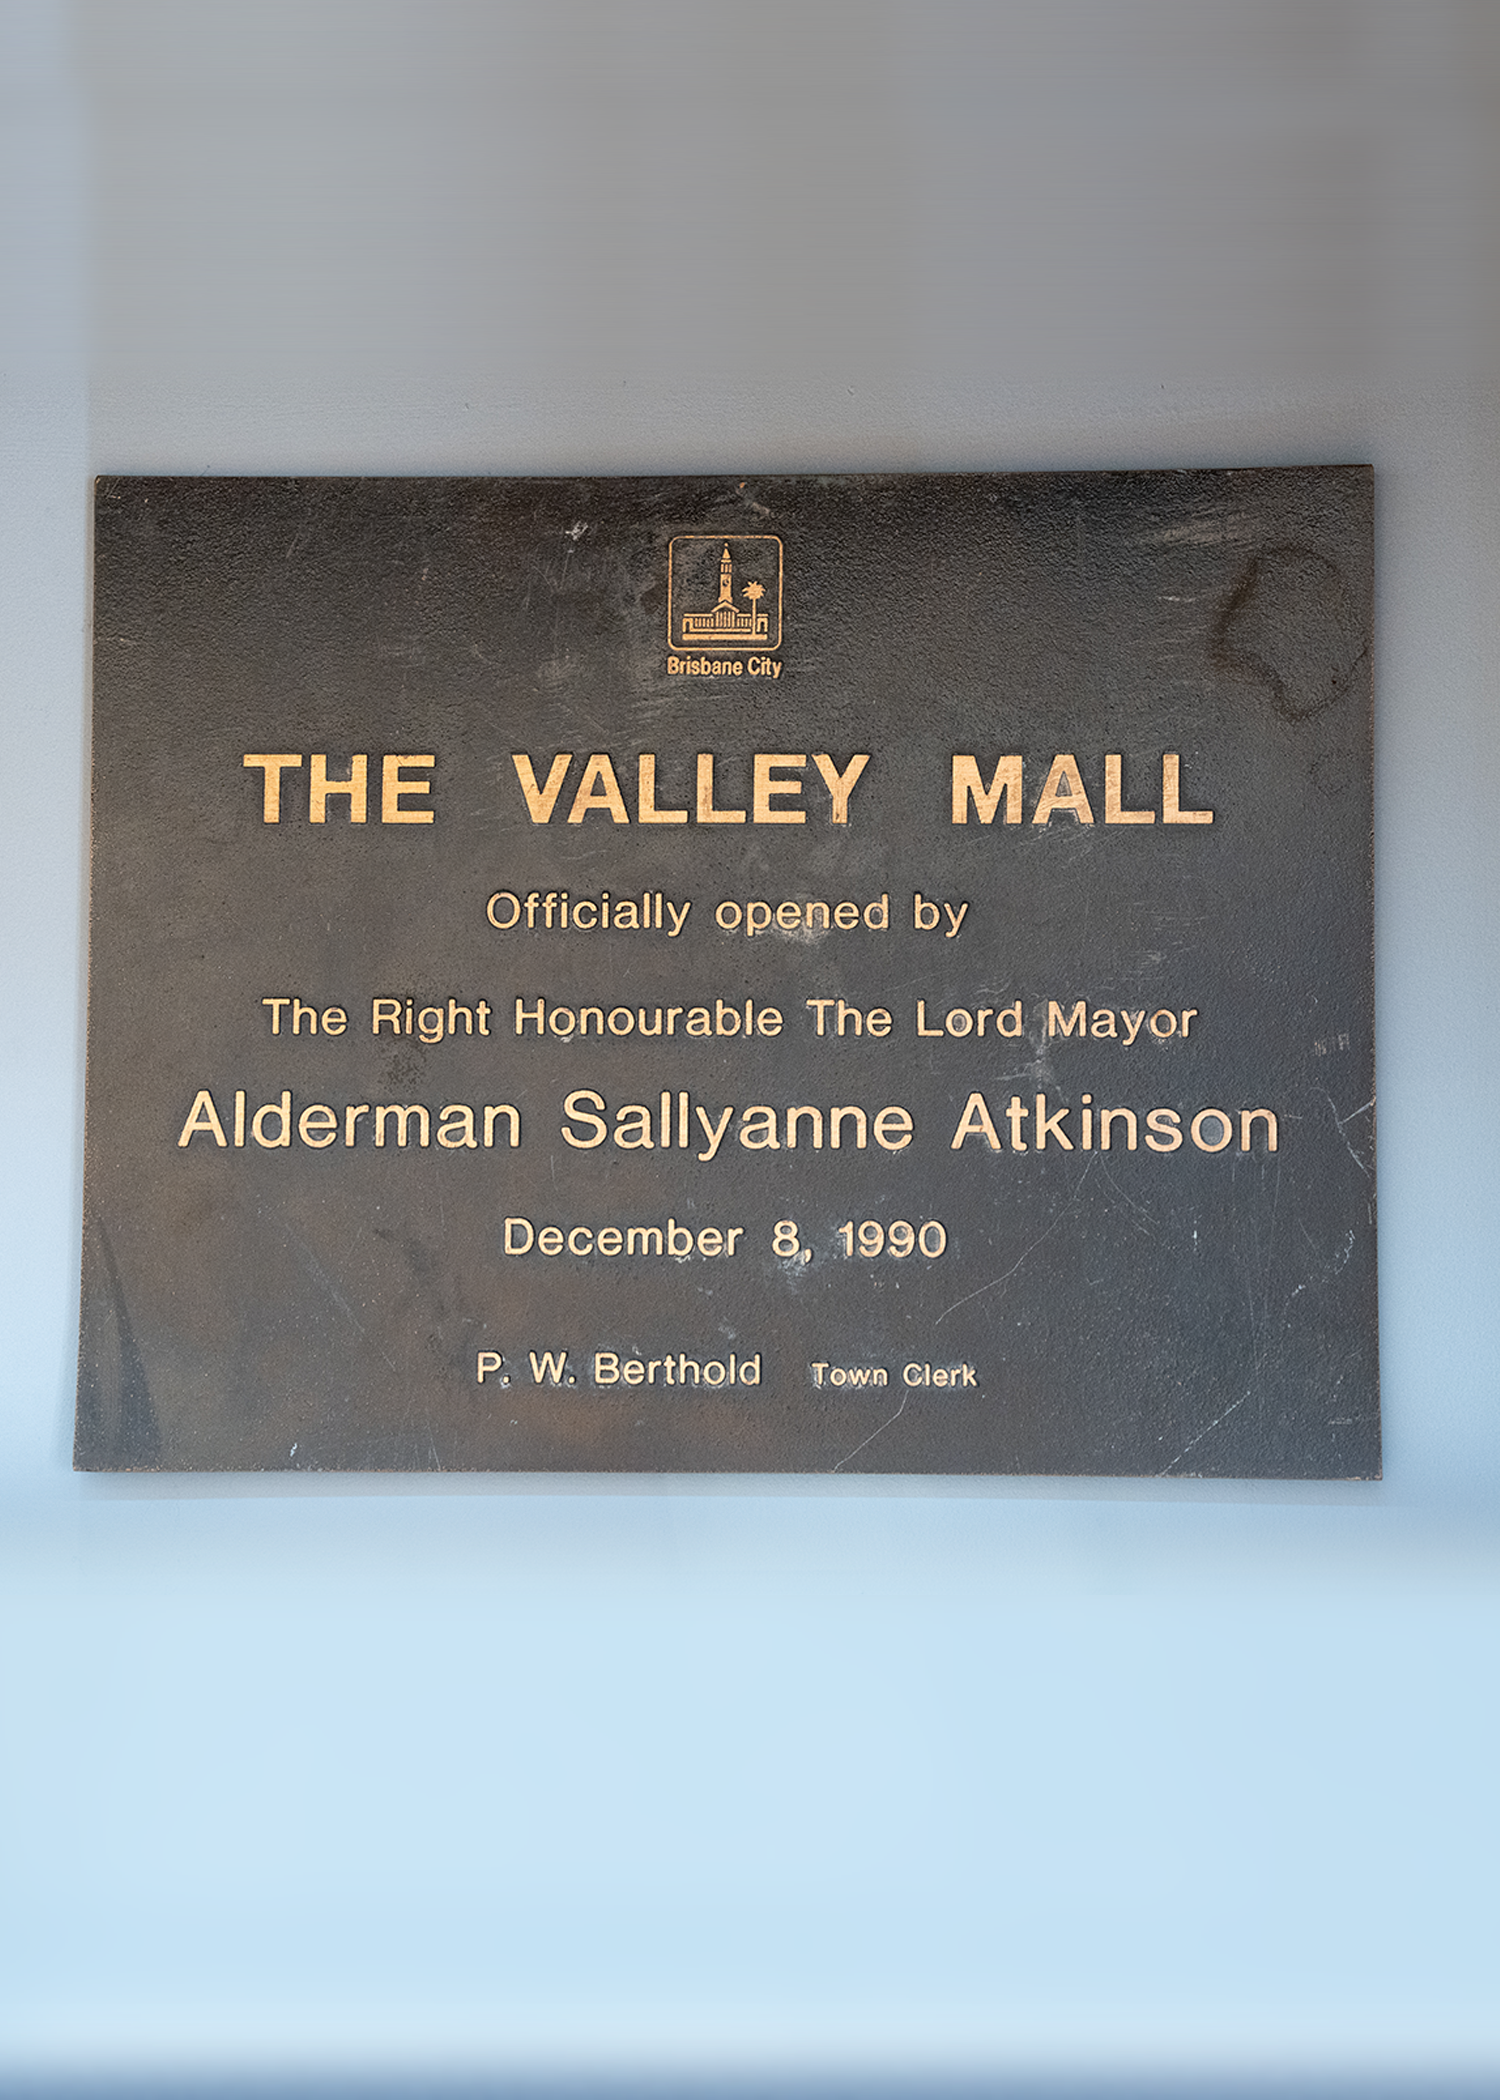 Brisbane City
THE VALLEY MALL
Officially opened by
The Right Honourable The Lord Mayor
Alderman Sallyanne Atkinson
December 8, 1990
P. W. Berthold Town Clerk